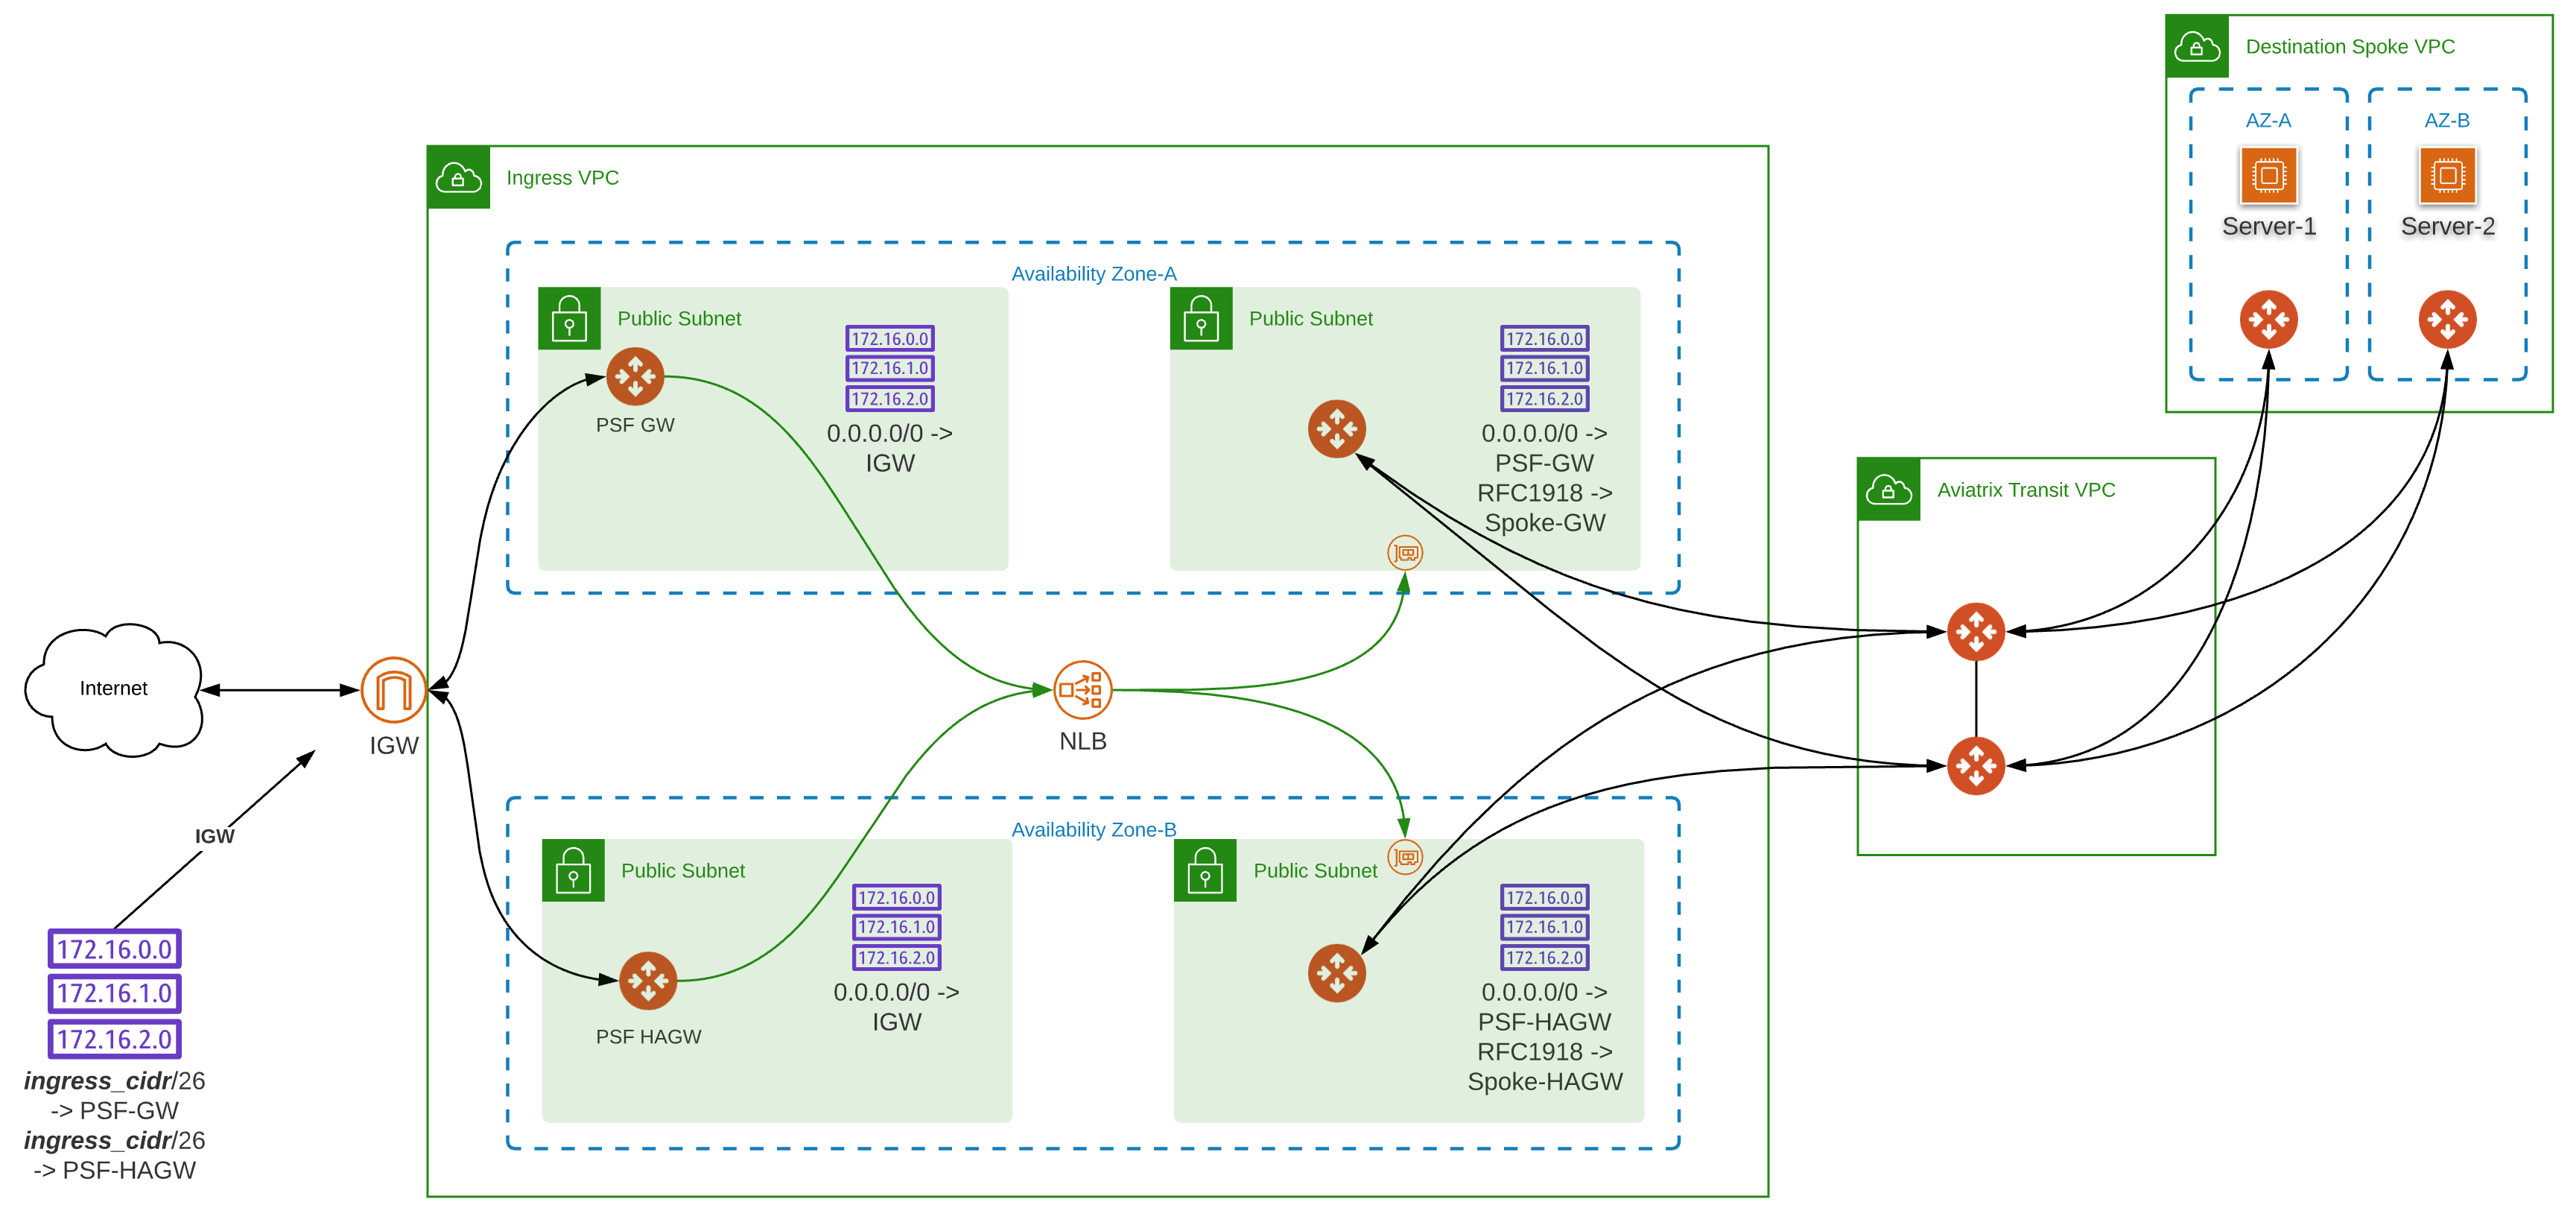 Destination Spoke VPC
AZ-A
AZ-B
Server-1
Server-2
Ingress VPC
Availability Zone-A
Public Subnet
172.16.0.0
172.16.1.0
172.16.2.0
PSF GW
0.0.0.0/0 ->
IGW
Public Subnet
172.16.0.0
172.16.1.0
172.16.2.0
0.0.0.0/0 ->
PSF-GW
RFC1918 ->
Spoke-GW
Aviatrix Transit VPC
Internet
IGW
NLB
Availability Zone-B
Public Subnet
172.16.0.0
172.16.1.0
172.16.2.0
0.0.0.0/0 ->
IGW
PSF HAGW
Public Subnet
172.16.0.0
172.16.1.0
172.16.2.0
0.0.0.0/0 ->
PSF-HAGW
RFC1918 ->
Spoke-HAGW
IGW
172.16.0.0
172.16.1.0
172.16.2.0
ingress_cidr/26
-> PSF-GW
ingress_cidr/26
-> PSF-HAGW